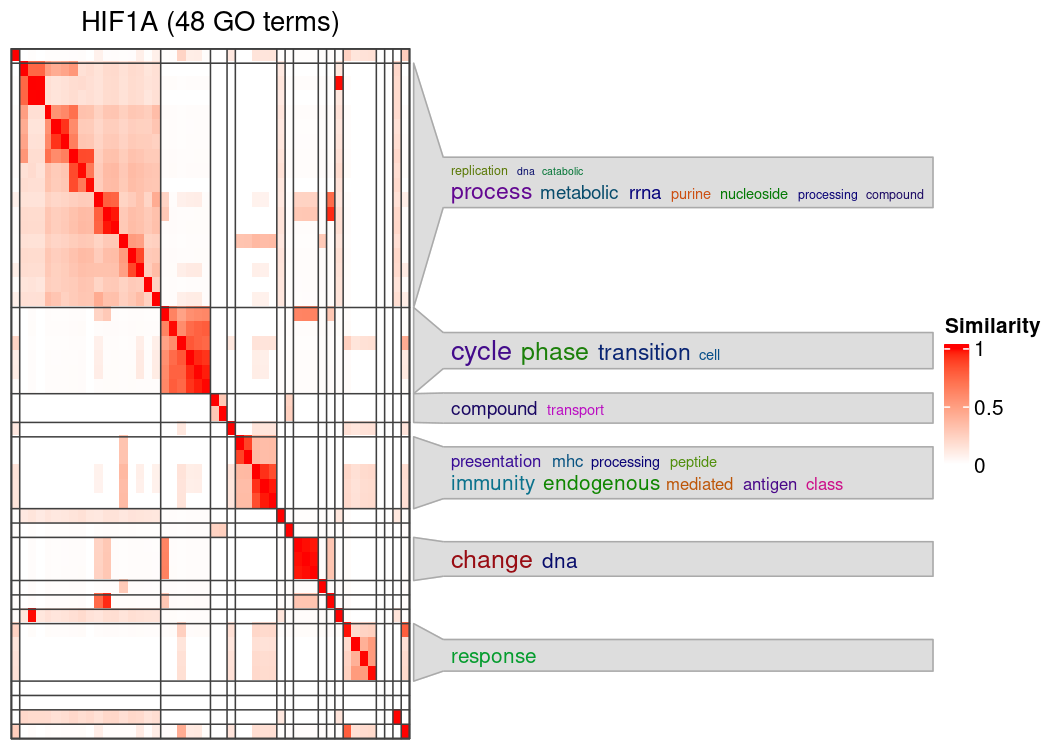 HIF1A (48 GO terms)
replication dna catabolic
process metabolic rrna purine nucleoside processing compound
cycle phase transition cell
compound transport
presentation mhc processing peptide
immunity endogenous mediated antigen class
change dna
response
Similarity
1
0.5
0